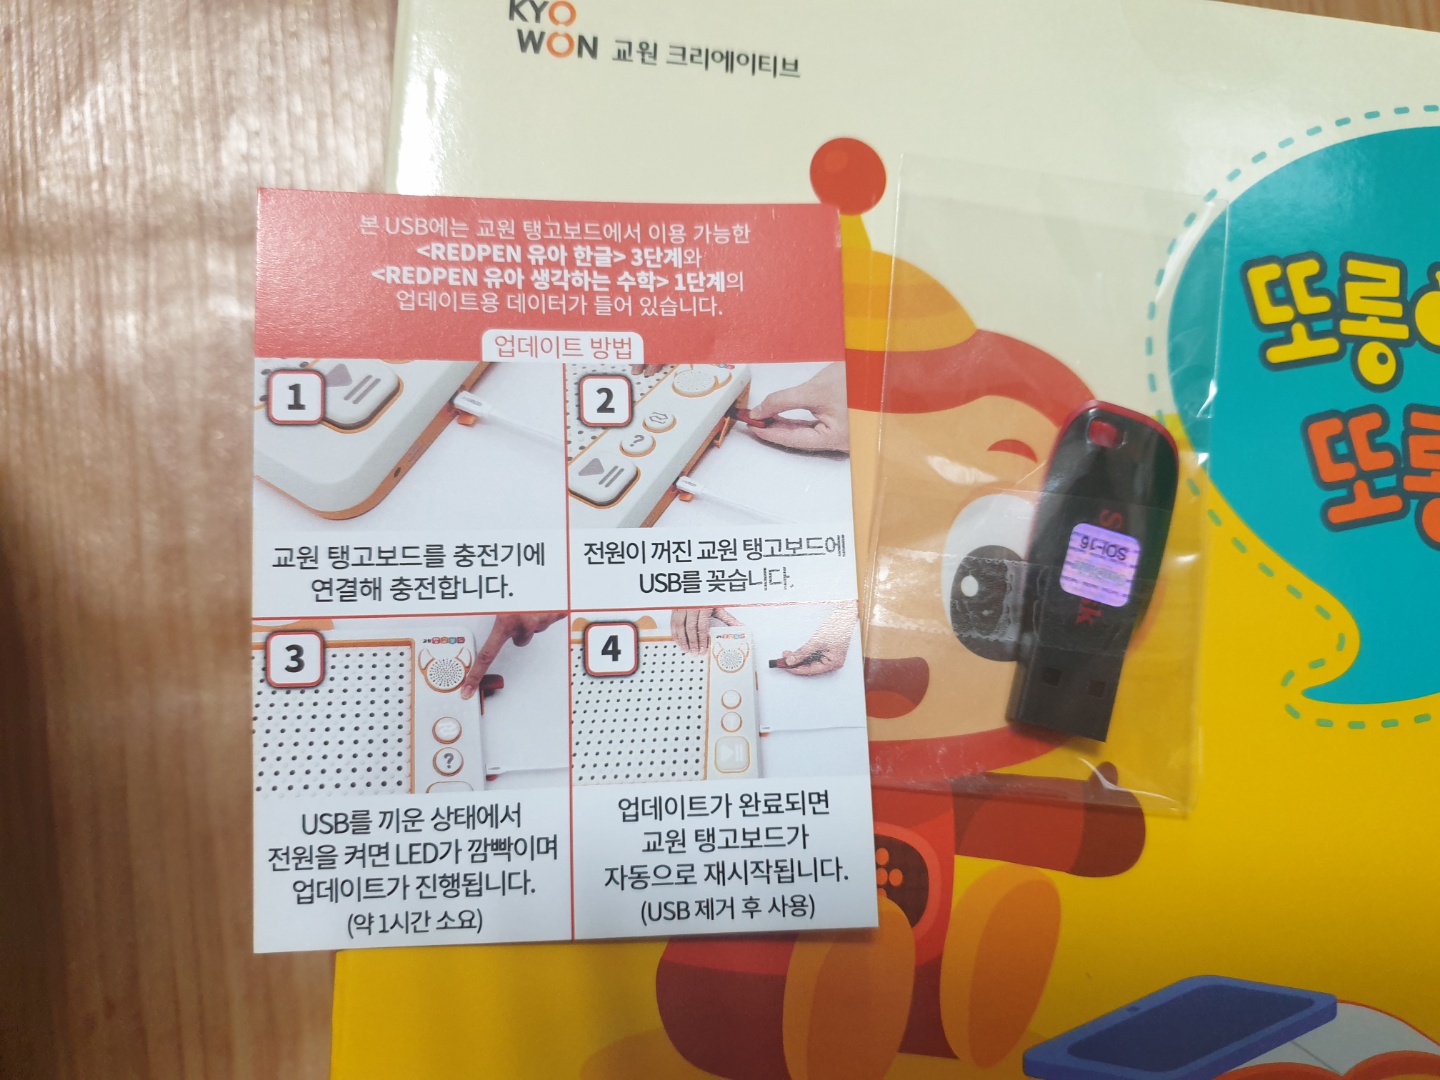 KYO
WON 교원 크리에이티브
본 USB에는 교원 탱고보드에서 이용 가능한
<REDPEN 유아 한글> 3단계와
<REDPEN 유아 생각하는 수학> 1단계의
업데이트용 데이터가 들어 있습니다.
업데이트 방법
1
교원 탱고보드를 충전기에
연결해 충전합니다.
2
?
전원이 꺼진 교원 탱고보드에
USB를 꽂습니다.
3
?
USB를 끼운 상태에서
전원을 켜면 LED가 깜빡이며
업데이트가 진행됩니다.
(약 1시간 소요)
4
업데이트가 완료되면
교원 탱고보드가
자동으로 재시작됩니다.
(USB 제거 후 사용)
SDI-16
또롱
또롱